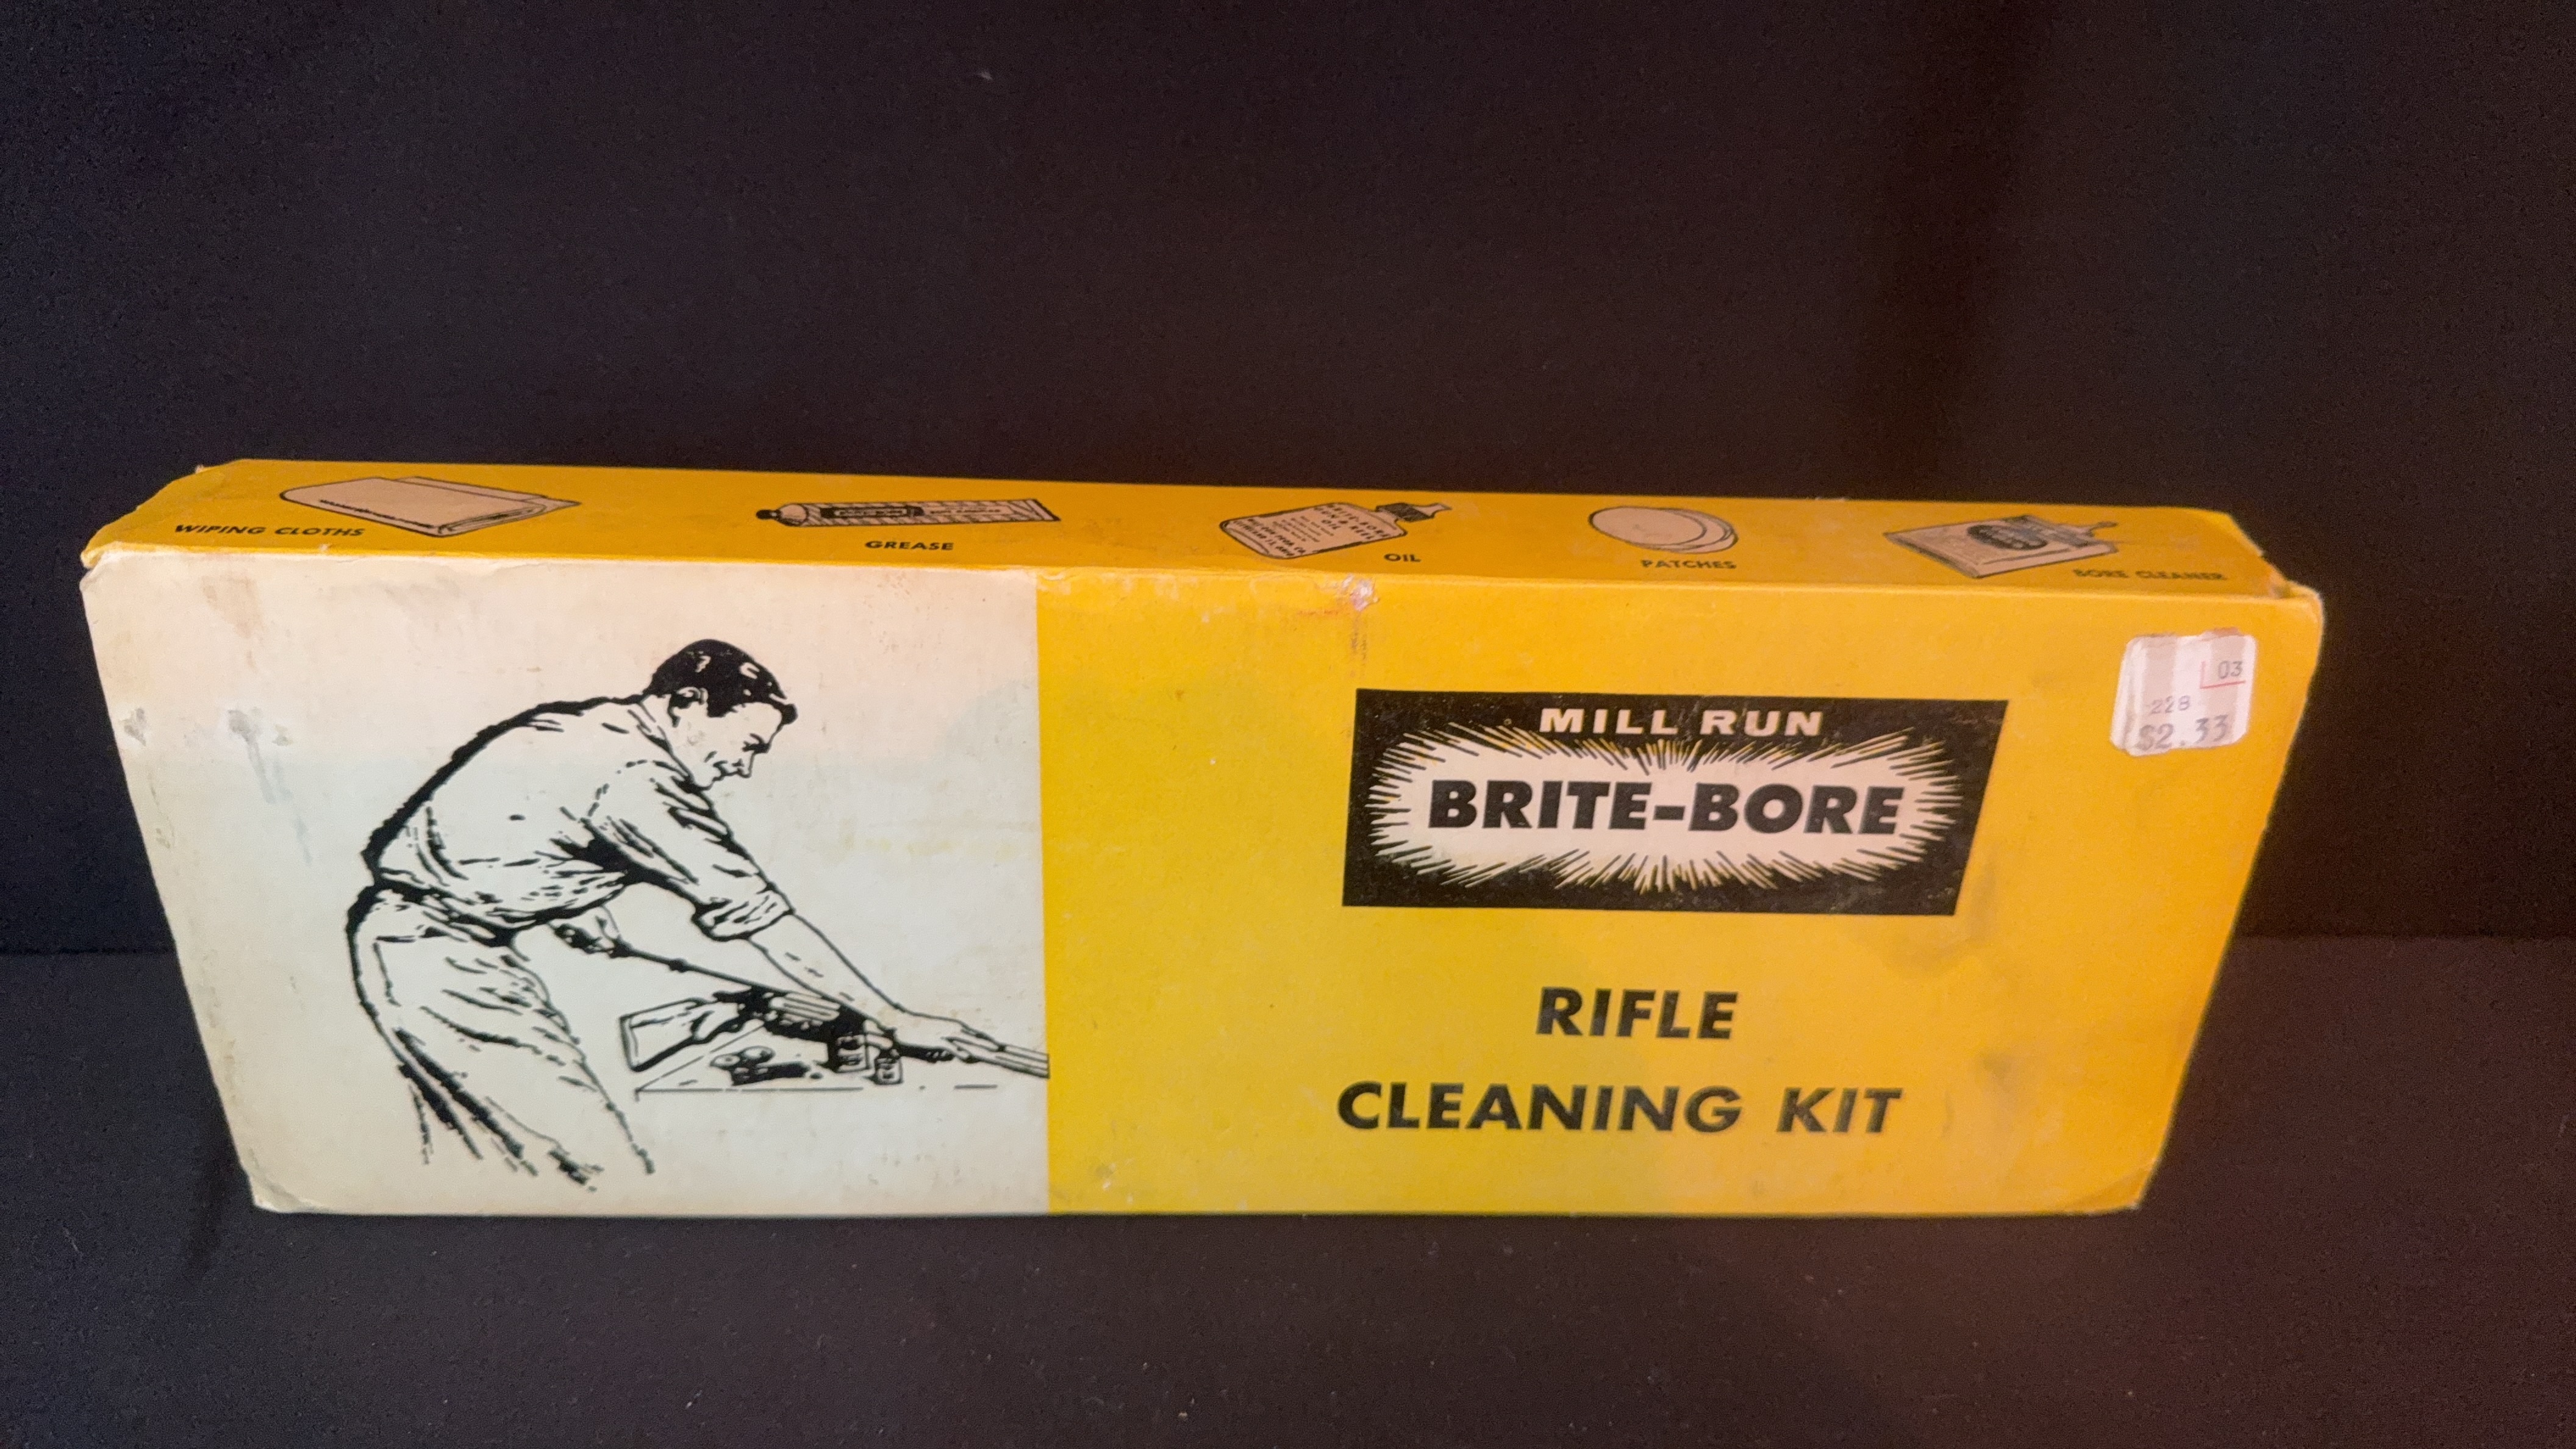 WIPING CLOTHS
GREASE
OIL
PATCHES
BORE CLEANER
03
228
$2.33
MILL RUN
BRITE-BORE
RIFLE
CLEANING KIT